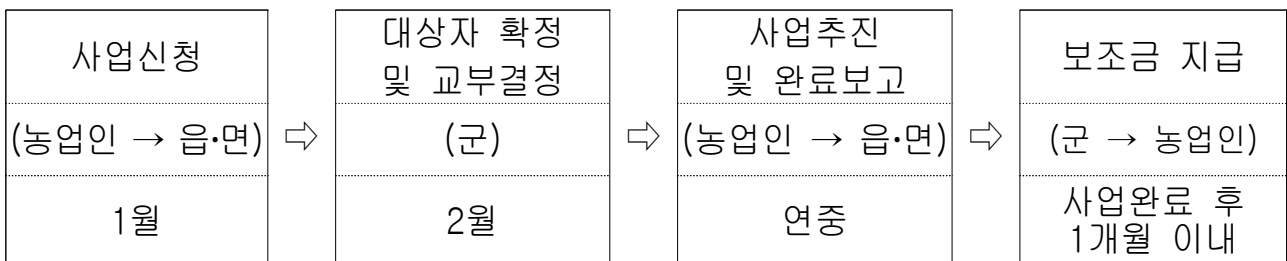 사업신청
(농업인 → 읍·면)
1월
⇨
대상자 확정
및 교부결정
(군)
2월
⇨
사업추진
및 완료보고
(농업인 → 읍·면)
연중
⇨
보조금 지급
(군 → 농업인)
사업완료 후
1개월 이내